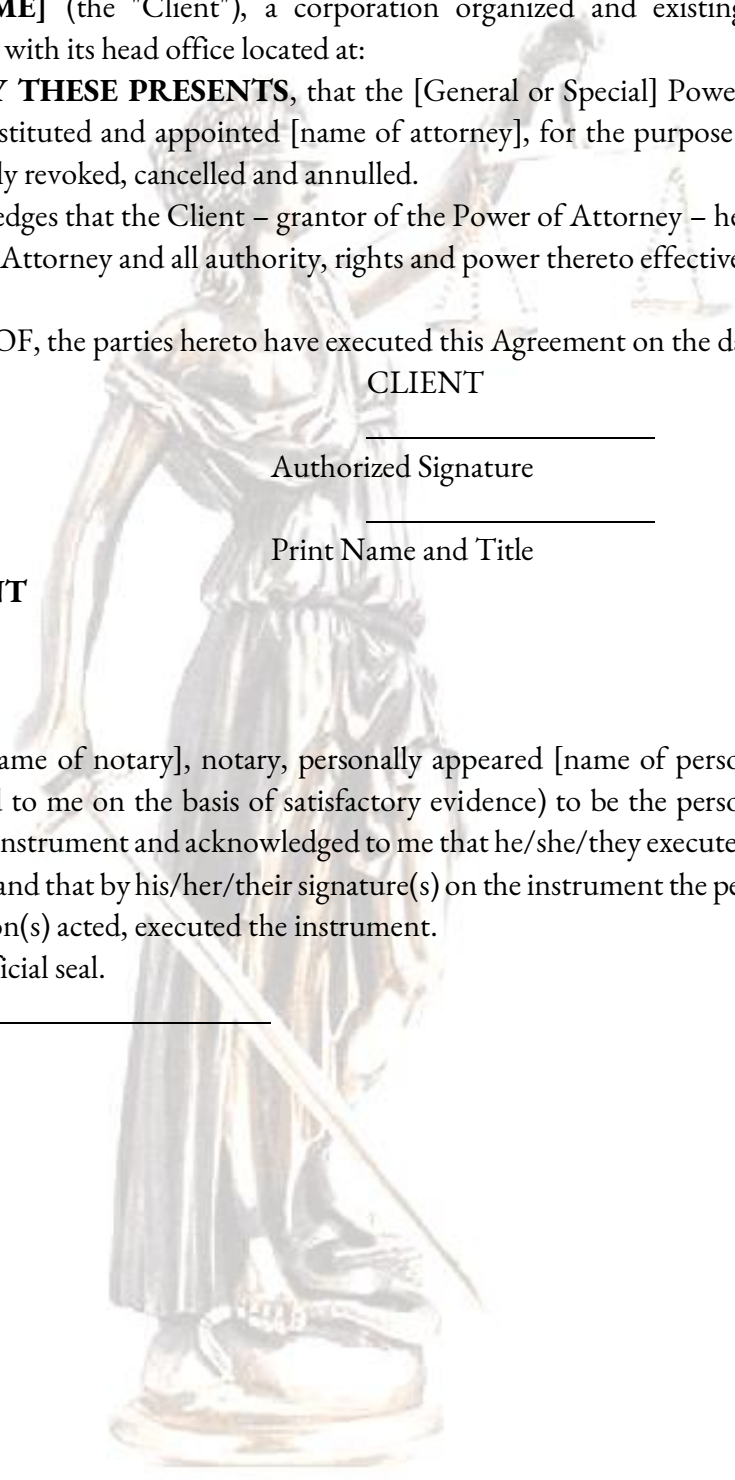 ME] (the "Client"), a corporation organized and existing
with its head office located at:
Y THESE PRESENTS, that the [General or Special] Powe
stituted and appointed [name of attorney], for the purpose
ly revoked, cancelled and annulled.
edges that the Client – grantor of the Power of Attorney – he
Attorney and all authority, rights and power thereto effective
OF, the parties hereto have executed this Agreement on the da
CLIENT
Authorized Signature
Print Name and Title
NT
ame of notary], notary, personally appeared [name of perso
d to me on the basis of satisfactory evidence) to be the perso
instrument and acknowledged to me that he/she/they execute
and that by his/her/their signature(s) on the instrument the pe
on(s) acted, executed the instrument.
ficial seal.